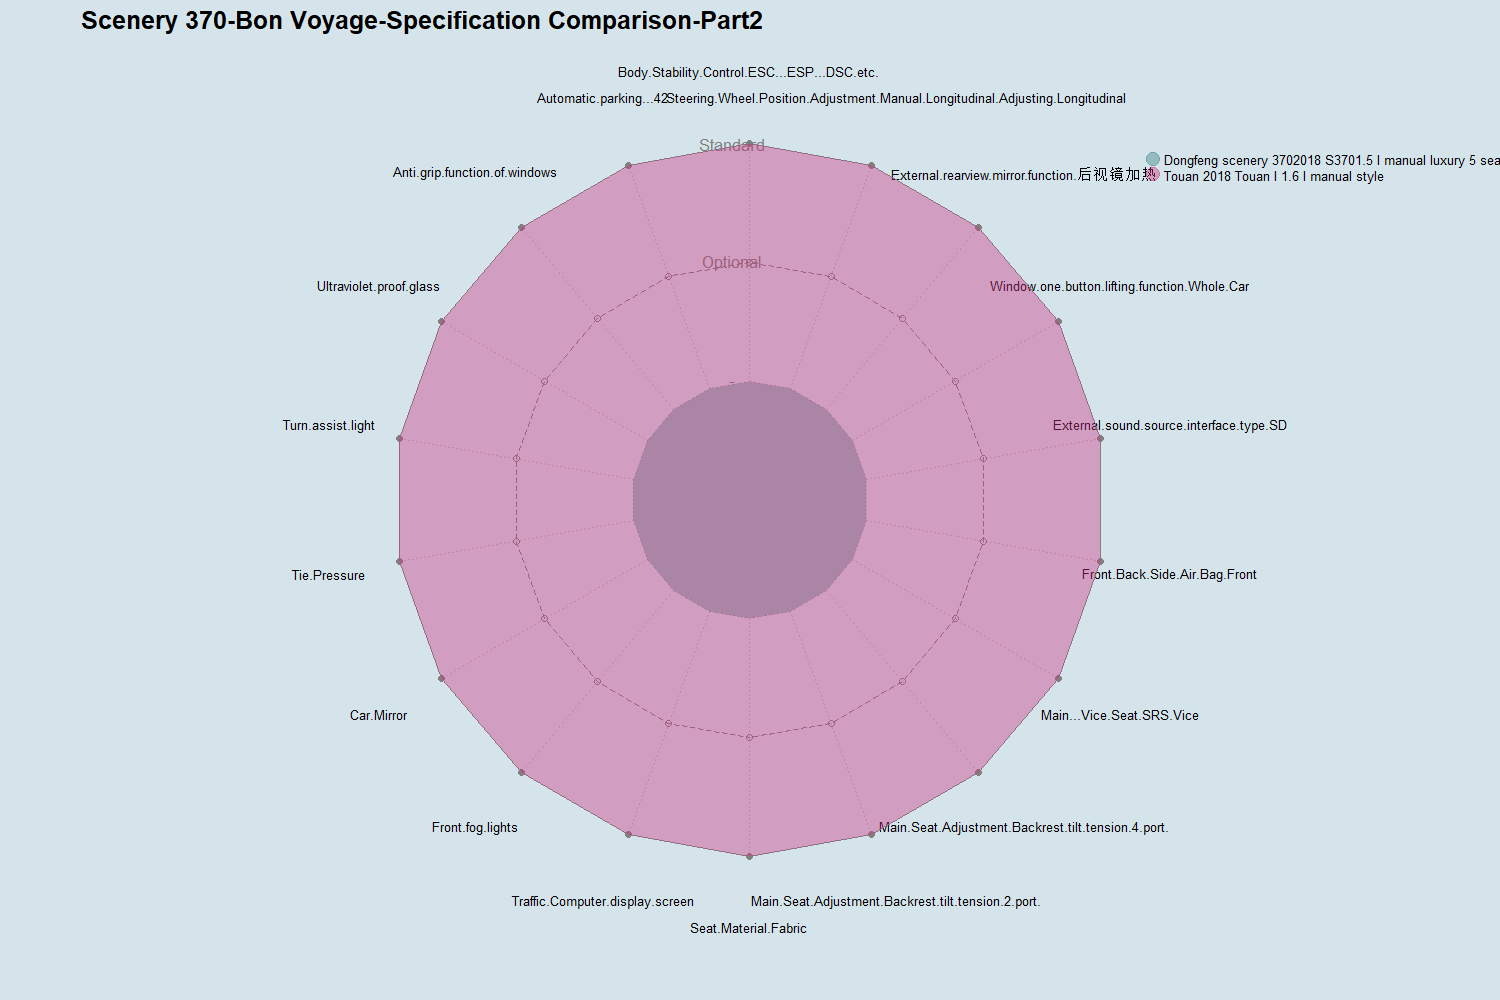 Scenery 370-Bon Voyage-Specification Comparison-Part2
Body.Stability.Control.ESC...ESP...DSC.etc.
Automatic.parking...42
Steering.Wheel.Position.Adjustment.Manual.Longitudinal.Adjusting.Longitudinal
Standard
Dongfeng scenery 3702018 S3701.5 l manual luxury 5 sea
Anti.grip.function.of.windows
External.rearview.mirror.function.后视镜加热
Touan 2018 Touan l 1.6 l manual style
Optional
Ultraviolet.proof.glass
Window.one.button.lifting.function.Whole.Car
-
Turn.assist.light
External.sound.source.interface.type.SD
Tie.Pressure
Front.Back.Side.Air.Bag.Front
Car.Mirror
Main...Vice.Seat.SRS.Vice
Front.fog.lights
Main.Seat.Adjustment.Backrest.tilt.tension.4.port.
Traffic.Computer.display.screen
Main.Seat.Adjustment.Backrest.tilt.tension.2.port.
Seat.Material.Fabric